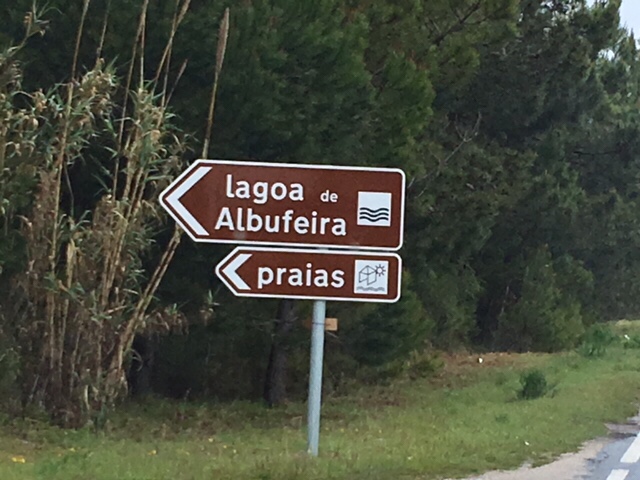 lagoa de
Albufeira
praias